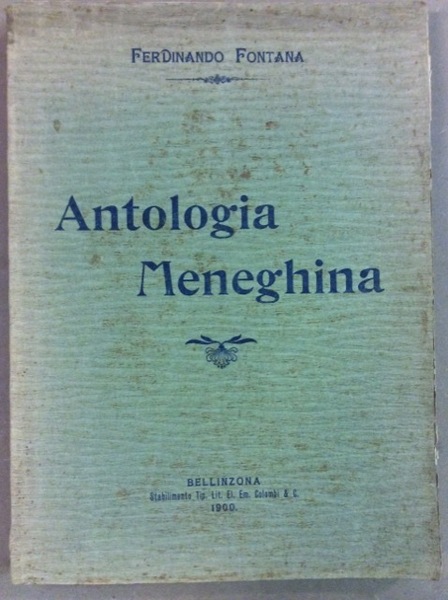 FERDINANDO FONTANA
Antologia
Meneghina
BELLINZONA
Stabilimento Tip. Lit. El. Em. Colombi & C.
1900.